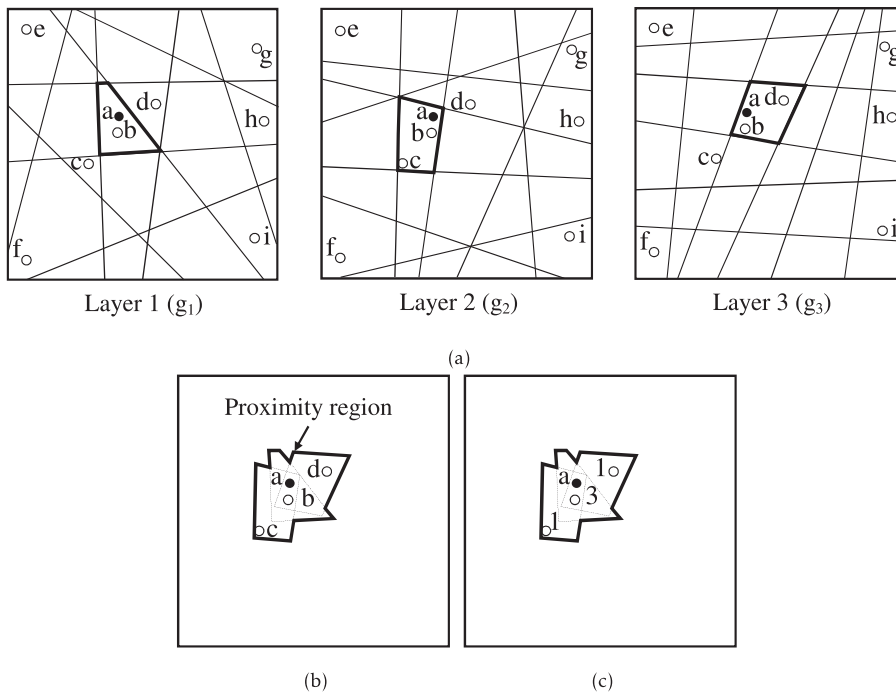 e
g
d
a
b
h
c
f
i
Layer 1 (g₁)
e
g
d
a
b
h
c
f
i
Layer 2 (g₂)
e
g
a d
b
h
c
f
i
Layer 3 (g₃)
(a)
Proximity region
d
a
b
c
1
a
3
1
(b)
(c)